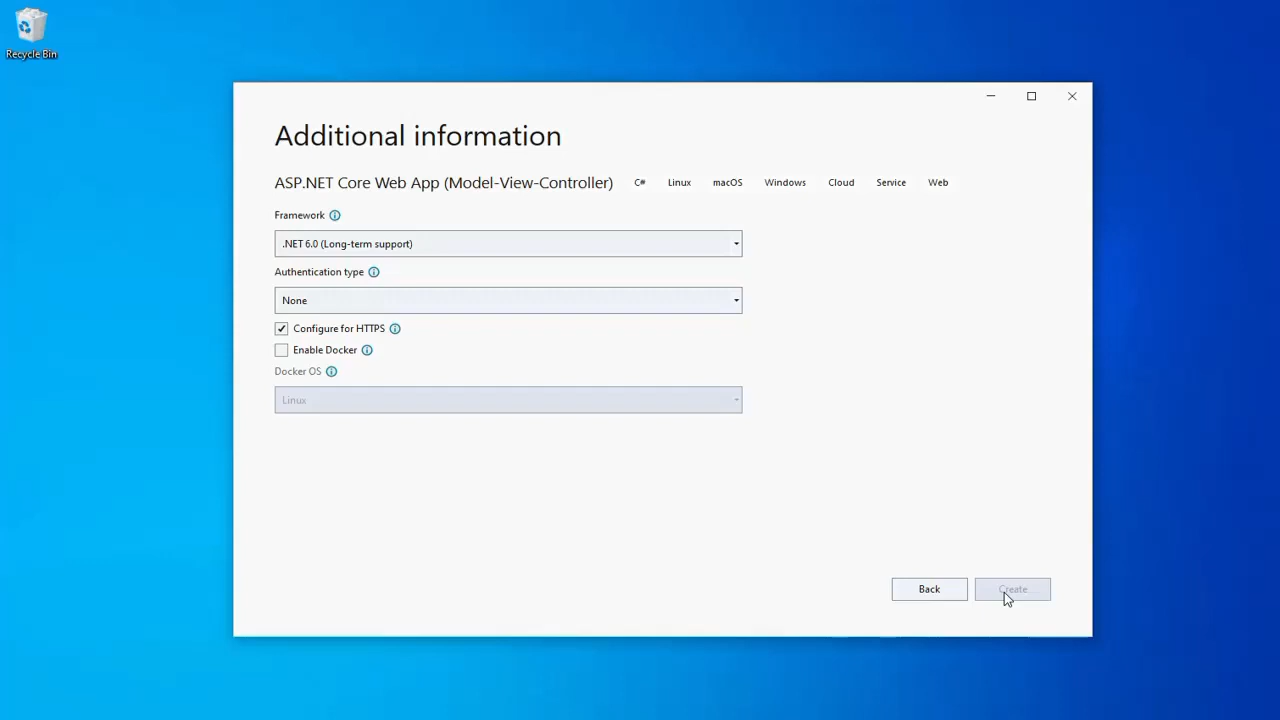 Recycle Bin
Additional information
ASP.NET Core Web App (Model-View-Controller) C# Linux macOS Windows Cloud Service Web
Framework
.NET 6.0 (Long-term support)
Authentication type
None
Configure for HTTPS
Enable Docker
Docker OS
Linux
Back Create